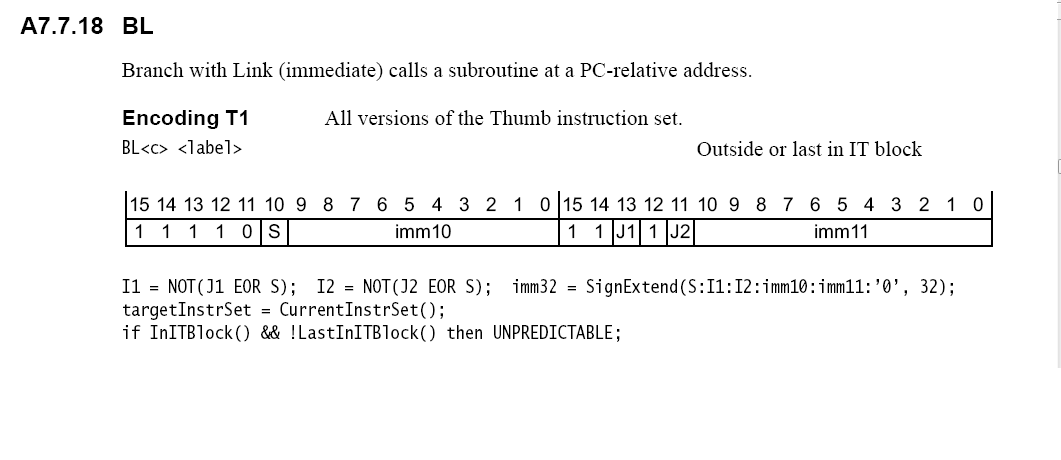 A7.7.18 BL
Branch with Link (immediate) calls a subroutine at a PC-relative address.
Encoding T1 All versions of the Thumb instruction set.
BL<c> <label>
Outside or last in IT block
15 14 13 12 11 10 9 8 7 6 5 4 3 2 1 0 15 14 13 12 11 10 9 8 7 6 5 4 3 2 1 0
1 1 1 1 0 S imm10 1 1 J1 1 J2 imm11
I1 = NOT(J1 EOR S); I2 = NOT(J2 EOR S); imm32 = SignExtend(S:I1:I2:imm10:imm11:’0’, 32);
targetInstrSet = CurrentInstrSet();
if InITBlock() && !LastInITBlock() then UNPREDICTABLE;